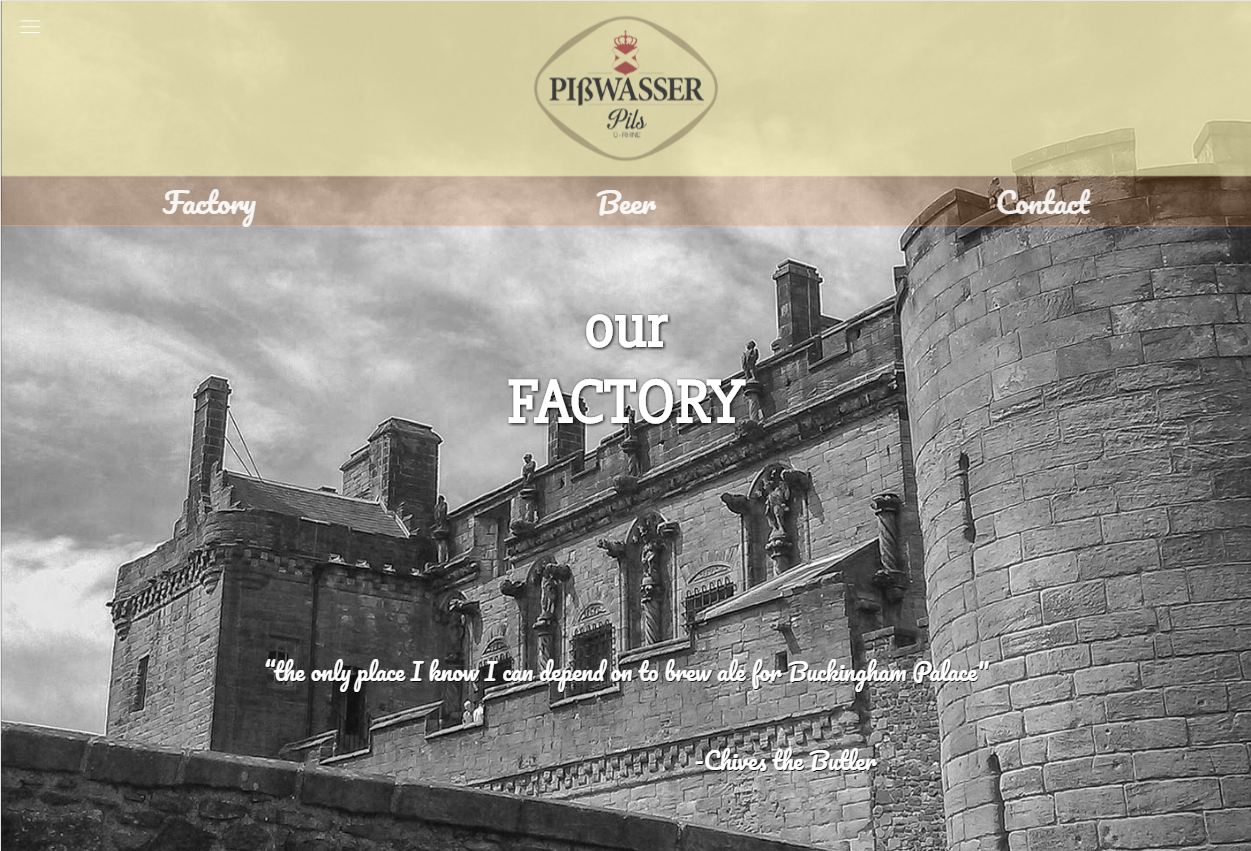 PIßWASSER
Pils
Ü-RHINE
Factory Beer Contact
our
FACTORY
“the only place I know I can depend on to brew ale for Buckingham Palace”
-Chives the Butler